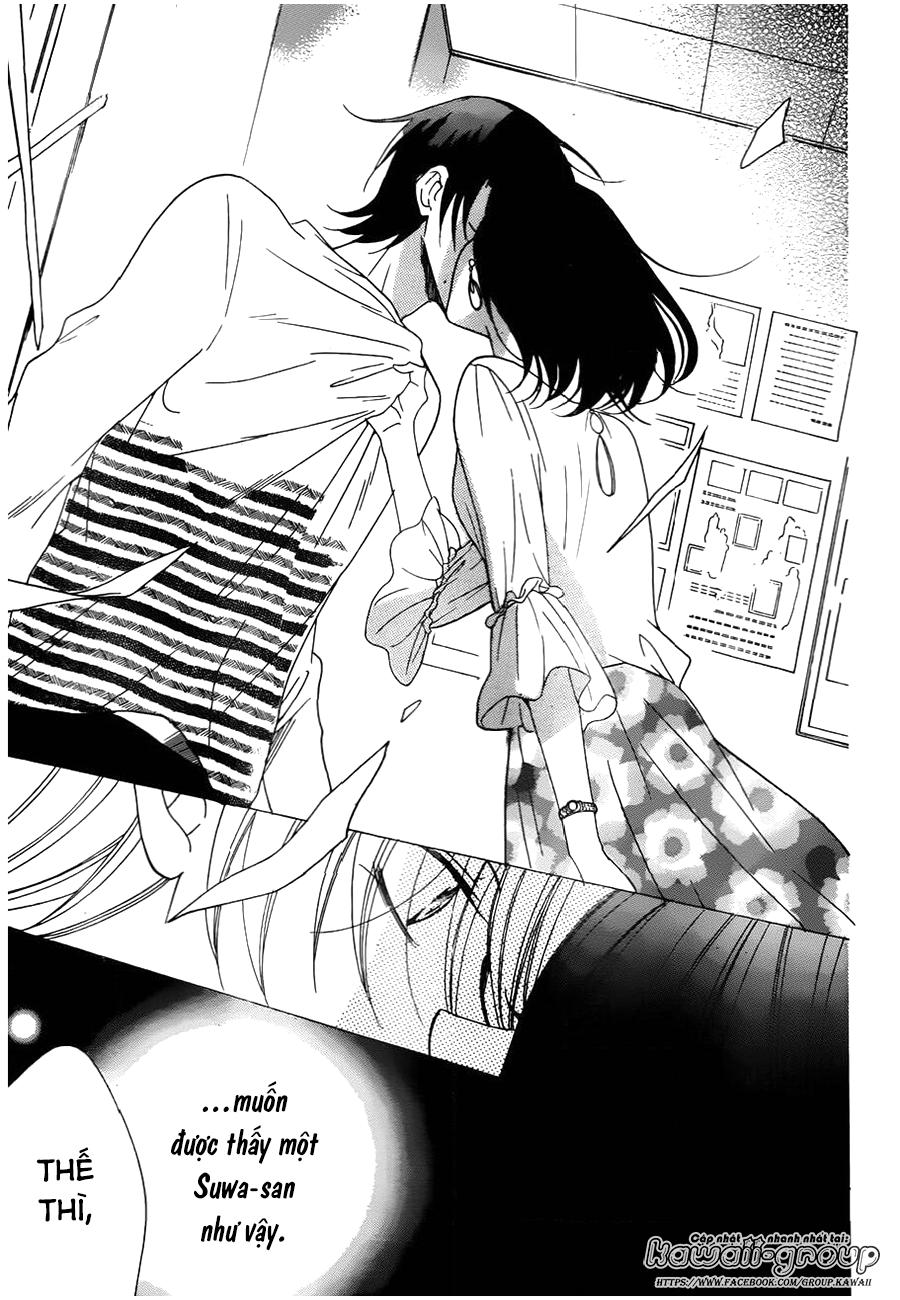 ...muốn
được thấy một
Suwa-san
như vậy.
THẾ
THÌ,
Cập nhật nhanh nhất tại:
kawaii-group
HTTPS://WWW.FACEBOOK.COM/GROUP.KAWAII